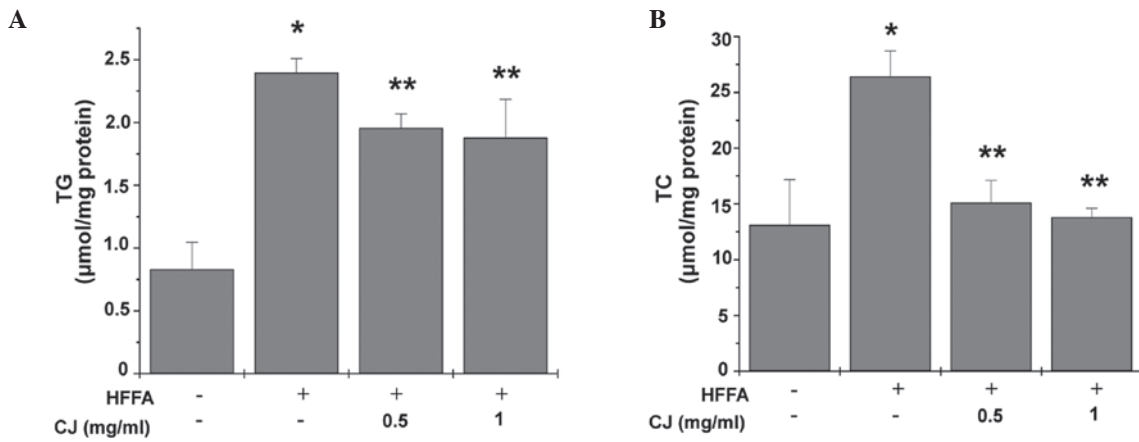 A
TG
(µmol/mg protein)
2.5
2.0
1.5
1.0
0.5
0
*
**
**
HFFA - + + +
CJ (mg/ml) - - 0.5 1
B
TC
(µmol/mg protein)
30
25
20
15
10
5
0
*
**
**
HFFA - + + +
CJ (mg/ml) - - 0.5 1